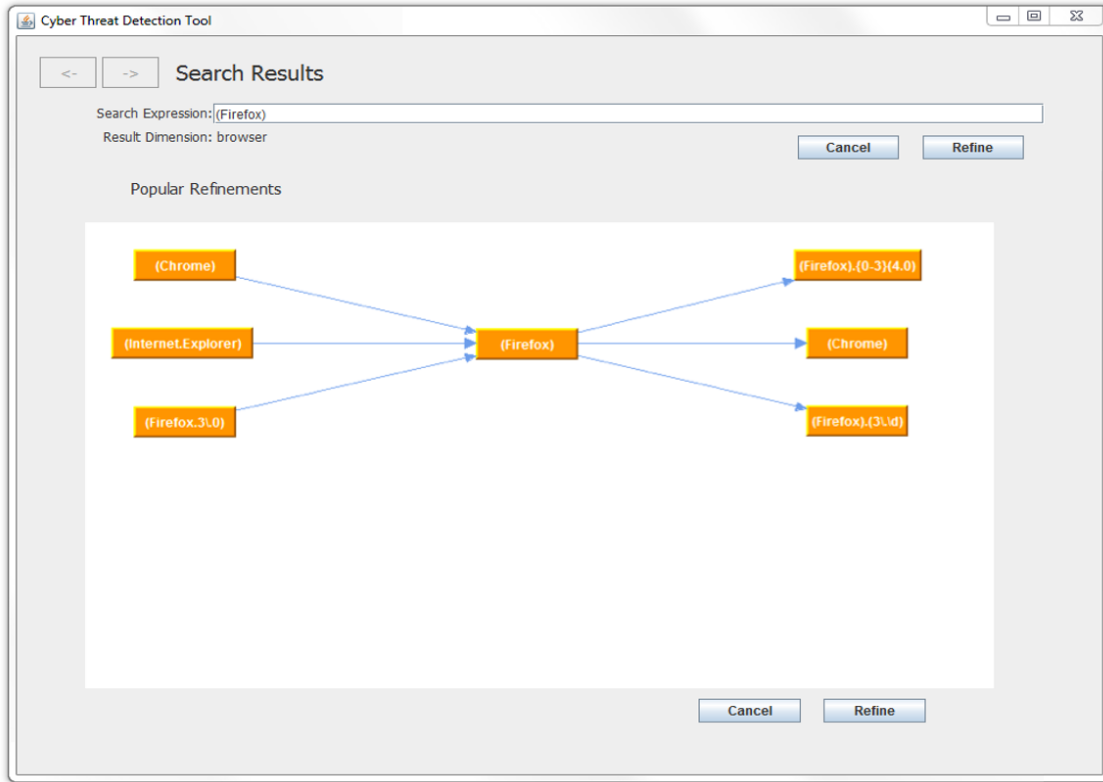 Cyber Threat Detection Tool
<- -> Search Results
Search Expression: (Firefox)
Result Dimension: browser
Cancel Refine
Popular Refinements
(Chrome) (Firefox).{0-3}(4.0)
(Internet.Explorer) (Firefox) (Chrome)
(Firefox.3\.0) (Firefox).(3\.\d)
Cancel Refine